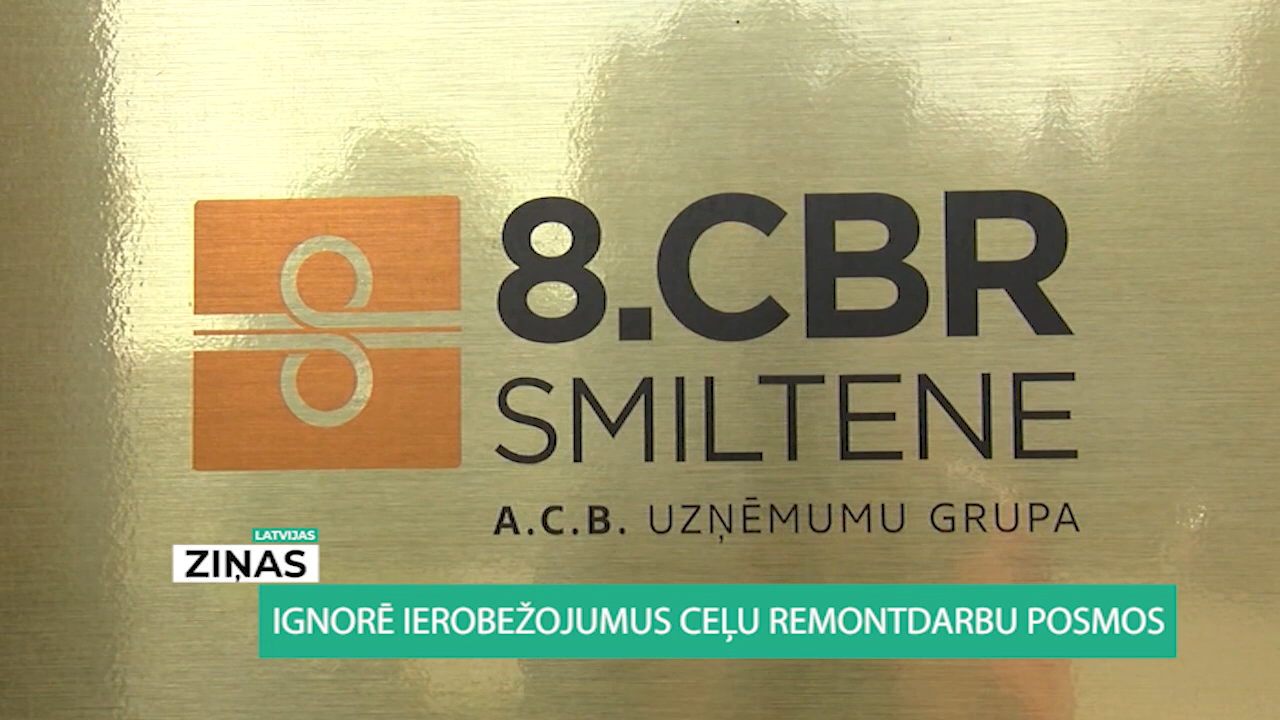 8.CBR
SMILTENE
A.C.B. UZŅĒMUMU GRUPA
LATVIJAS
ZIŅAS
IGNORĒ IEROBEŽOJUMUS CEĻU REMONTDARBU POSMOS